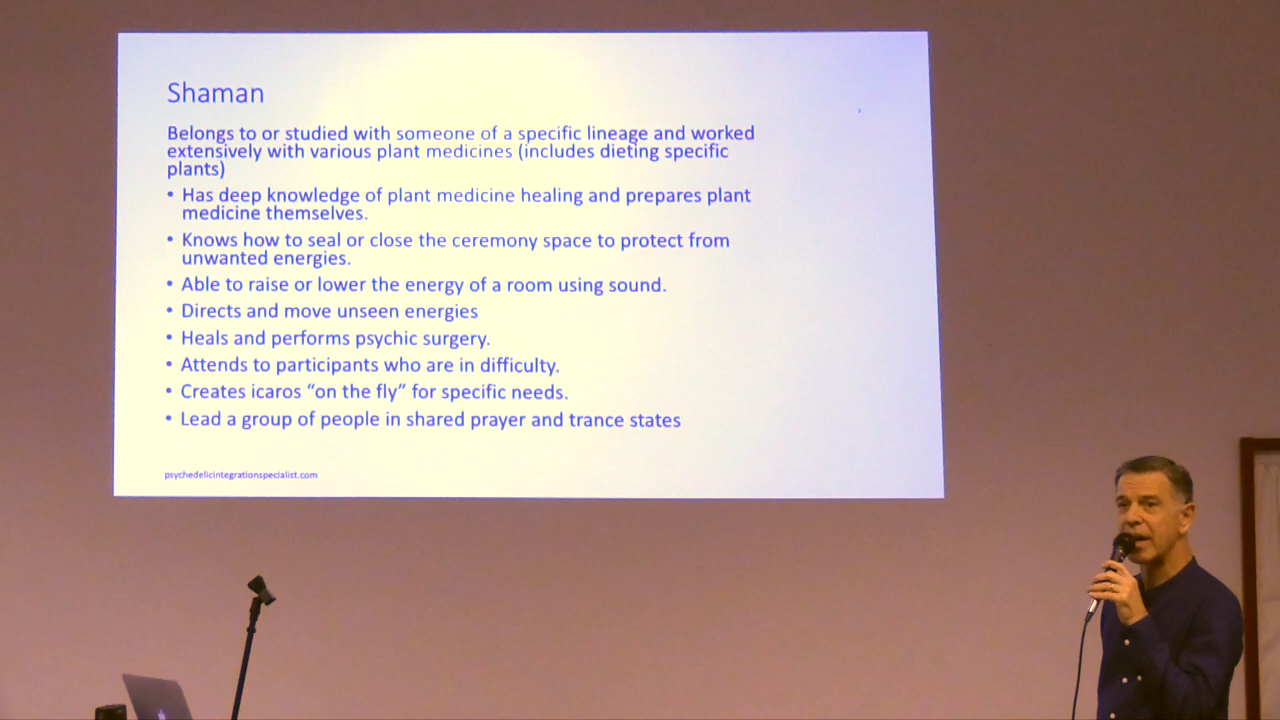 Shaman
Belongs to or studied with someone of a specific lineage and worked
extensively with various plant medicines (includes dieting specific
plants)
• Has deep knowledge of plant medicine healing and prepares plant
medicine themselves.
• Knows how to seal or close the ceremony space to protect from
unwanted energies.
• Able to raise or lower the energy of a room using sound.
• Directs and move unseen energies
• Heals and performs psychic surgery.
• Attends to participants who are in difficulty.
• Creates icaros “on the fly” for specific needs.
• Lead a group of people in shared prayer and trance states
psychedelicintegrationspecialist.com